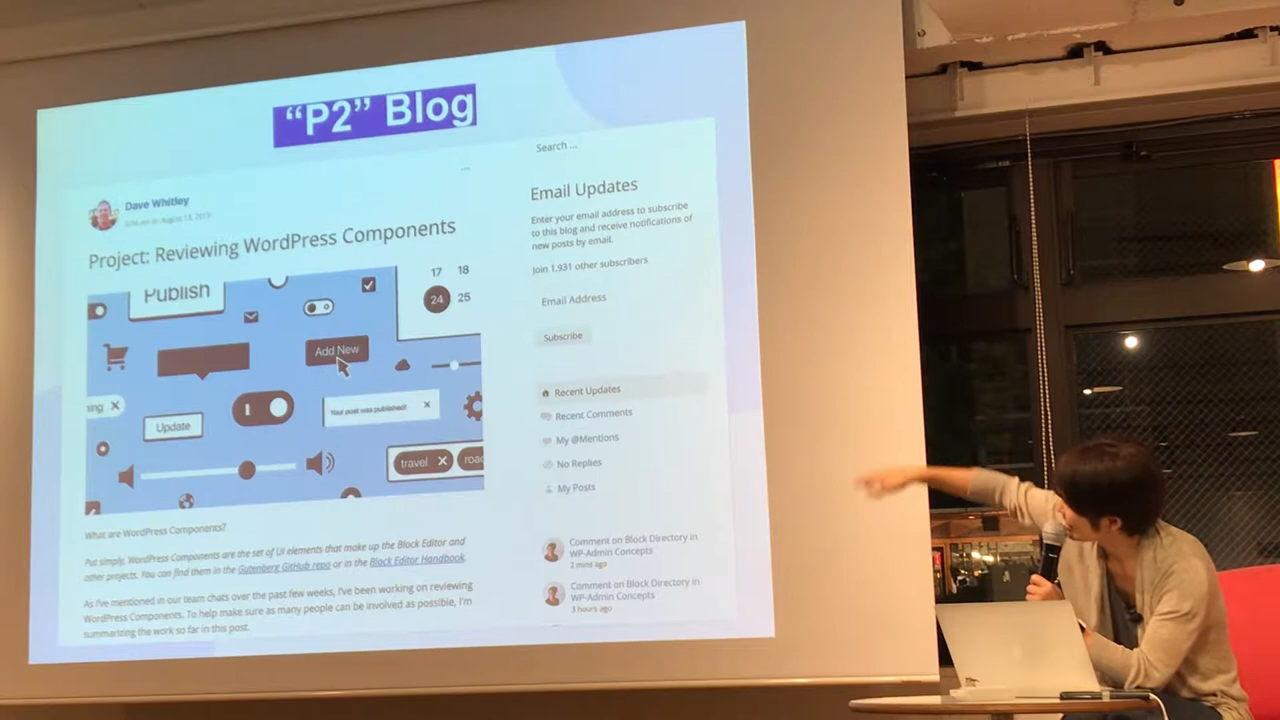 “P2” Blog
Search ...
Dave Whitley
Project: Reviewing WordPress Components
Publish
17 18
24 25
Add New
ing X
Update
Your post was published! X
travel X
roa
What are WordPress Components?
Put simply, WordPress Components are the set of UI elements that make up the Block Editor and
other projects. You can find them in the Gutenberg GitHub repo or in the Block Editor Handbook.
As I've mentioned in our team chats over the past few weeks, I've been working on reviewing
WordPress Components. To help make sure as many people can be involved as possible, I'm
summarizing the work so far in this post.
Email Updates
Enter your email address to subscribe
to this blog and receive notifications of
new posts by email.
Join 1,931 other subscribers
Email Address
Subscribe
Recent Updates
Recent Comments
My @Mentions
No Replies
My Posts
Comment on Block Directory in
WP-Admin Concepts
2 mins ago
Comment on Block Directory in
WP-Admin Concepts
3 hours ago